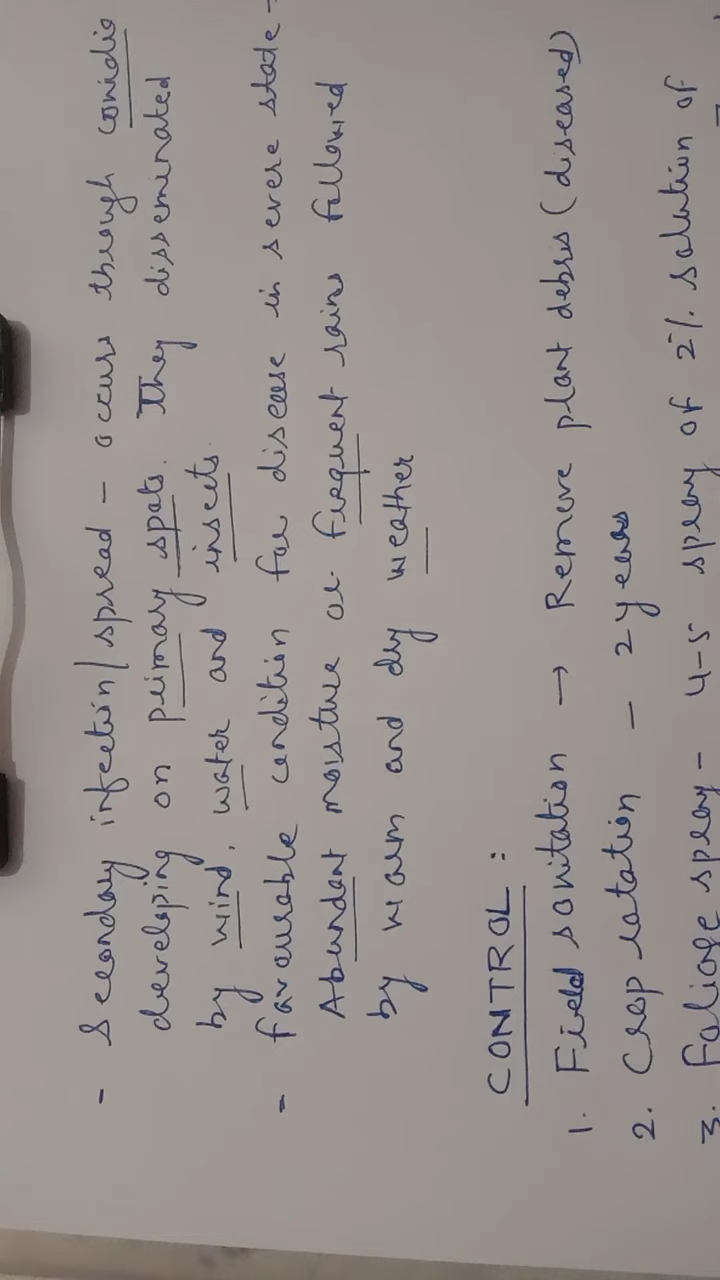 - Secondary infection/spread - occurs through conidia
developing on primary spots. They disseminated
by wind, water and insects.
- favourable condition for disease in severe state -
Abundant moisture or frequent rains followed
by warm and dry weather
CONTROL :
1. Field sanitation → Remove plant debris (diseased)
2. Crop rotation - 2 years
3. Foliage spray - 4-5 spray of 2% solution of